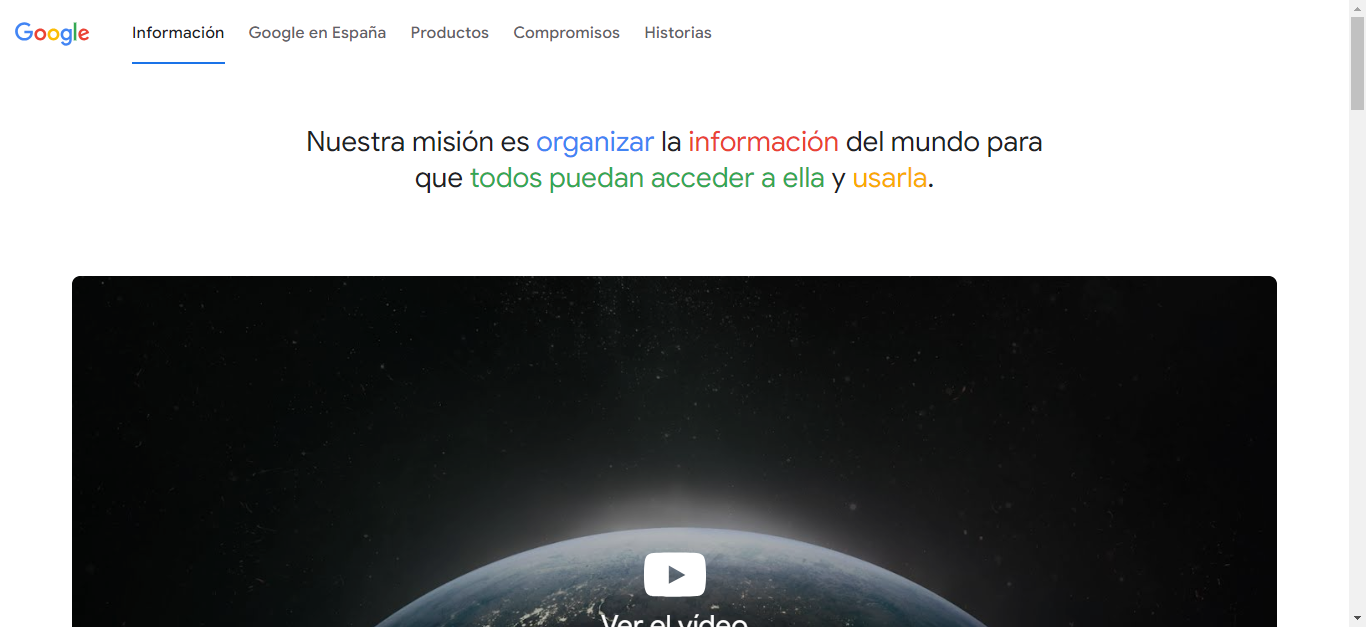 Google Información Google en España Productos Compromisos Historias
Nuestra misión es organizar la información del mundo para
que todos puedan acceder a ella y usarla.
Ver el vídeo